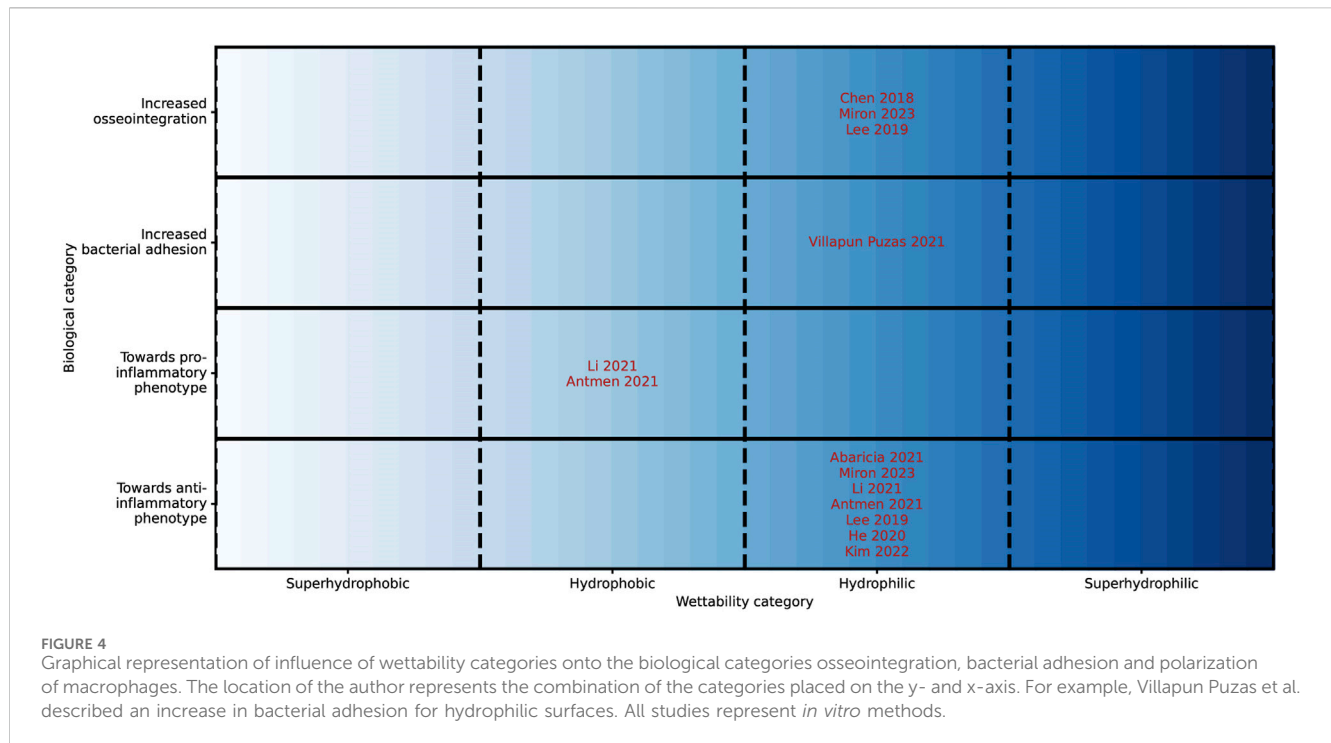 Increased
osseointegration
Chen 2018
Miron 2023
Lee 2019
Increased
bacterial adhesion
Villapun Puzas 2021
Biological category
Towards pro-
inflammatory
phenotype
Li 2021
Antmen 2021
Towards anti-
inflammatory
phenotype
Abaricia 2021
Miron 2023
Li 2021
Antmen 2021
Lee 2019
He 2020
Kim 2022
Superhydrophobic
Hydrophobic
Hydrophilic
Superhydrophilic
Wettability category
FIGURE 4
Graphical representation of influence of wettability categories onto the biological categories osseointegration, bacterial adhesion and polarization
of macrophages. The location of the author represents the combination of the categories placed on the y- and x-axis. For example, Villapun Puzas et al.
described an increase in bacterial adhesion for hydrophilic surfaces. All studies represent in vitro methods.